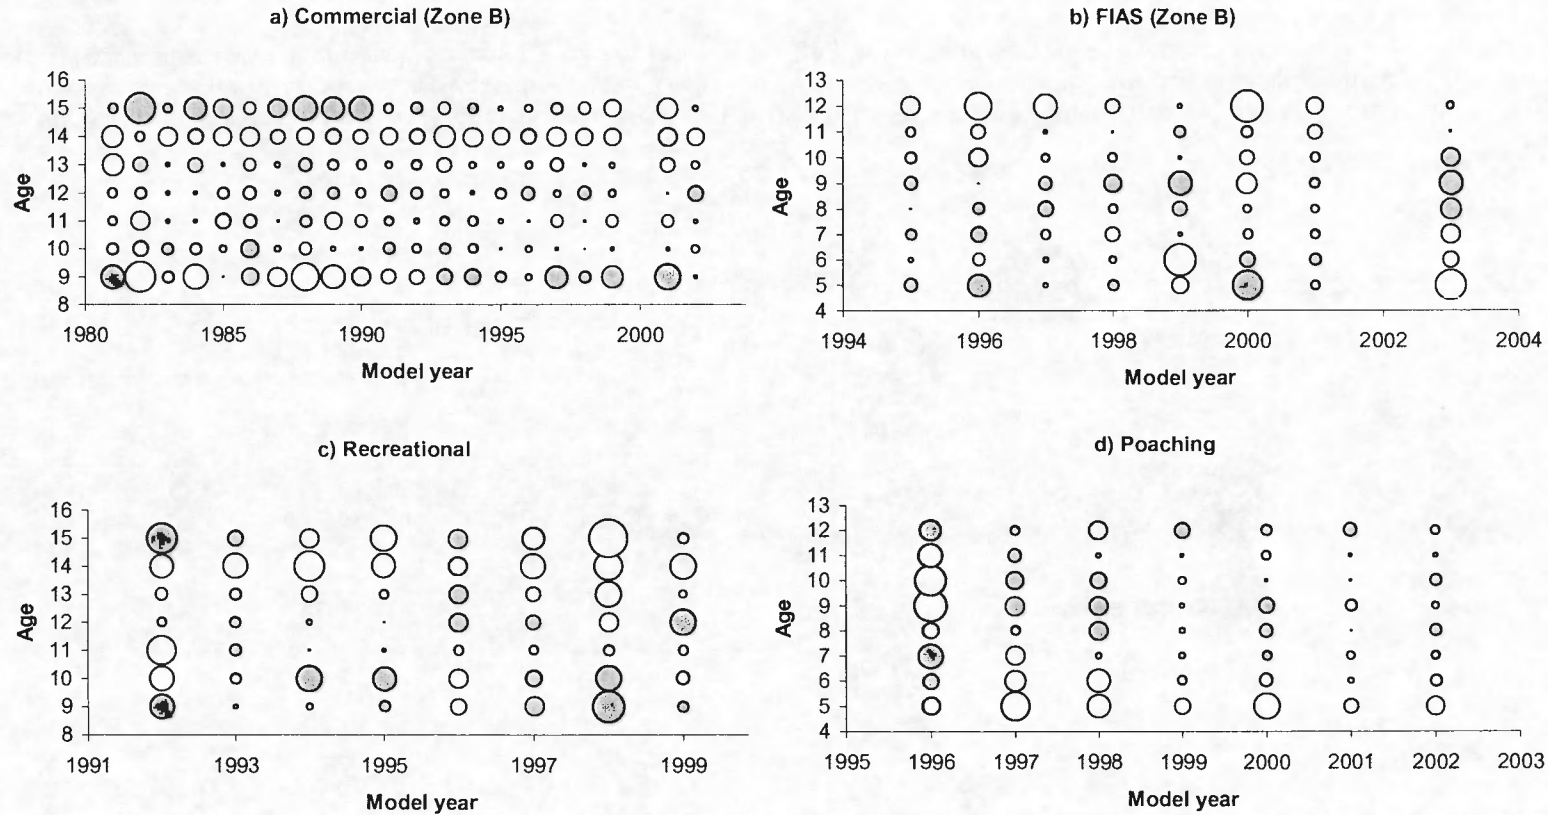 a) Commercial (Zone B)
16
15
14
13
12
11
10
9
8
Age
1980 1985 1990 1995 2000
Model year
b) FIAS (Zone B)
13
12
11
10
9
8
7
6
5
4
Age
1994 1996 1998 2000 2002 2004
Model year
c) Recreational
16
15
14
13
12
11
10
9
8
Age
1991 1993 1995 1997 1999
Model year
d) Poaching
13
12
11
10
9
8
7
6
5
4
Age
1995 1996 1997 1998 1999 2000 2001 2002 2003
Model year